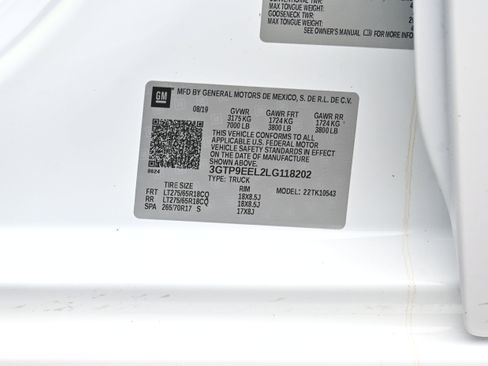 MAX TONGUE WEIGHT:
GOOSENECK TWR:
MAX TONGUE WEIGHT:
SEE OWNER'S MANUAL FOR MORE
GM
MFD BY GENERAL MOTORS DE MEXICO, S. DE R.L. DE C.V.
08/19 GVWR GAWR FRT GAWR RR
3175 KG 1724 KG 1724 KG
7000 LB 3800 LB 3800 LB
THIS VEHICLE CONFORMS TO ALL
APPLICABLE U.S. FEDERAL MOTOR
VEHICLE SAFETY STANDARDS IN EFFECT ON
THE DATE OF MANUFACTURE SHOWN ABOVE.
3GTP9EEL2LG118202
TYPE: TRUCK
8624
TIRE SIZE RIM MODEL: 22TK10543
FRT LT275/65R18CQ 18X8.5J
RR LT275/65R18CQ 18X8.5J
SPA 265/70R17 S 17X8J